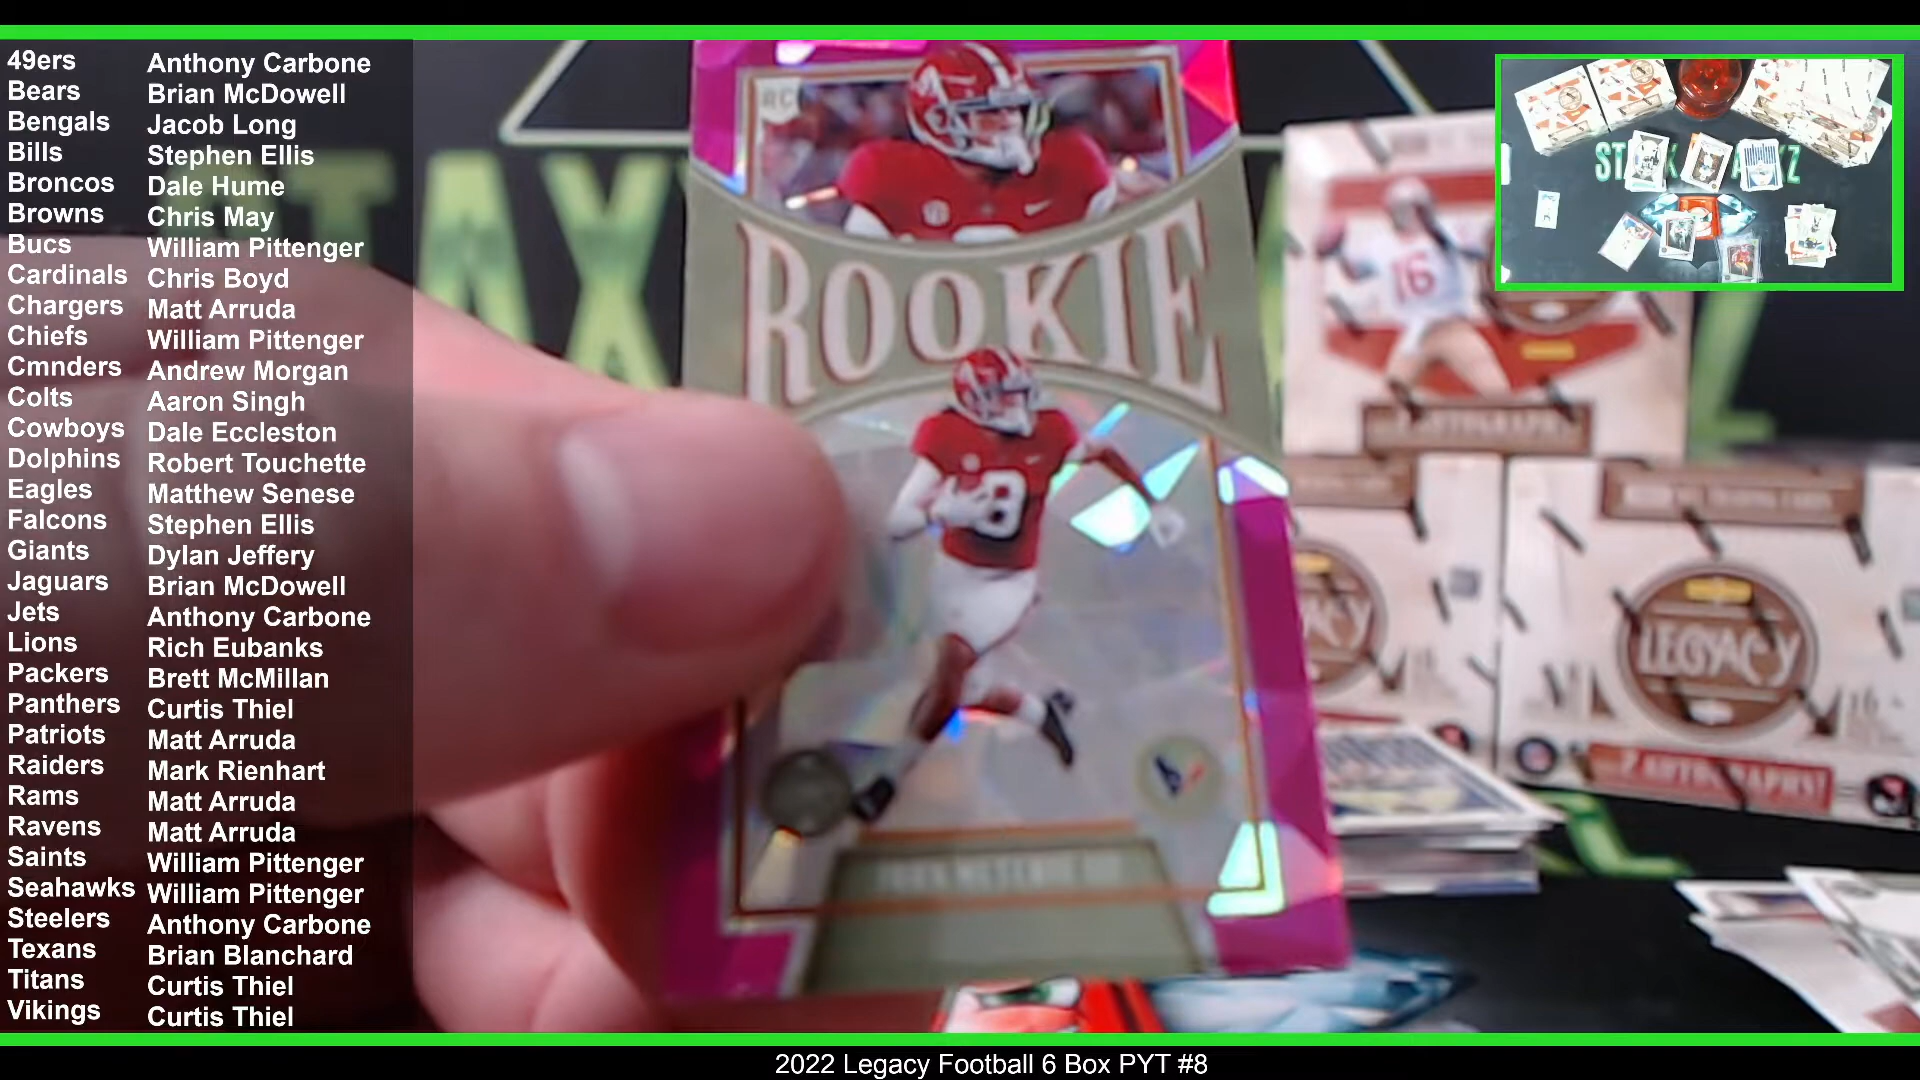 49ers Anthony Carbone
Bears Brian McDowell
Bengals Jacob Long
Bills Stephen Ellis
Broncos Dale Hume
Browns Chris May
Bucs William Pittenger
Cardinals Chris Boyd
Chargers Matt Arruda
Chiefs William Pittenger
Cmnders Andrew Morgan
Colts Aaron Singh
Cowboys Dale Eccleston
Dolphins Robert Touchette
Eagles Matthew Senese
Falcons Stephen Ellis
Giants Dylan Jeffery
Jaguars Brian McDowell
Jets Anthony Carbone
Lions Rich Eubanks
Packers Brett McMillan
Panthers Curtis Thiel
Patriots Matt Arruda
Raiders Mark Rienhart
Rams Matt Arruda
Ravens Matt Arruda
Saints William Pittenger
Seahawks William Pittenger
Steelers Anthony Carbone
Texans Brian Blanchard
Titans Curtis Thiel
Vikings Curtis Thiel
RC
ROOKIE
8
16
LEGACY
2 AUTOGRAPHS!
2022 Legacy Football 6 Box PYT #8